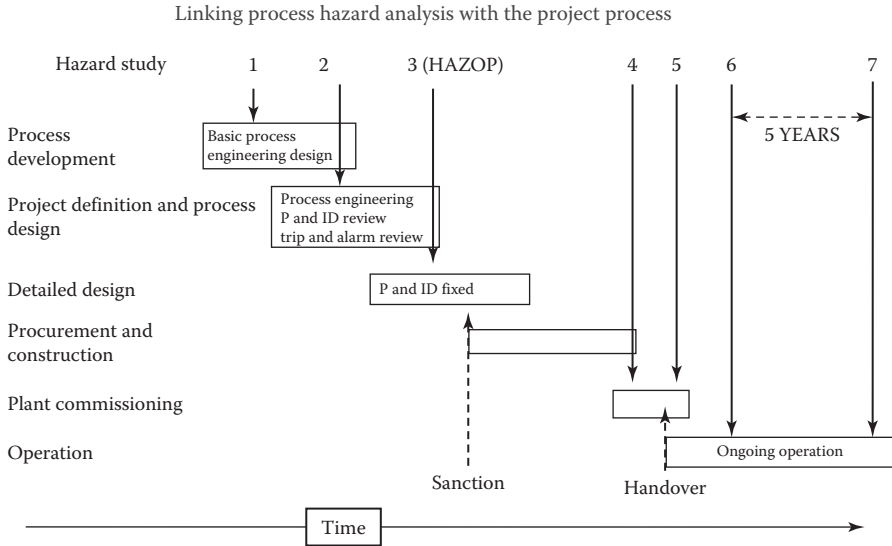 Linking process hazard analysis with the project process
Hazard study 1 2 3 (HAZOP) 4 5 6 7
5 YEARS
Process
development
Basic process
engineering design
Project definition and process
design
Process engineering
P and ID review
trip and alarm review
Detailed design
P and ID fixed
Procurement and
construction
Plant commissioning
Operation
Ongoing operation
Sanction
Handover
Time